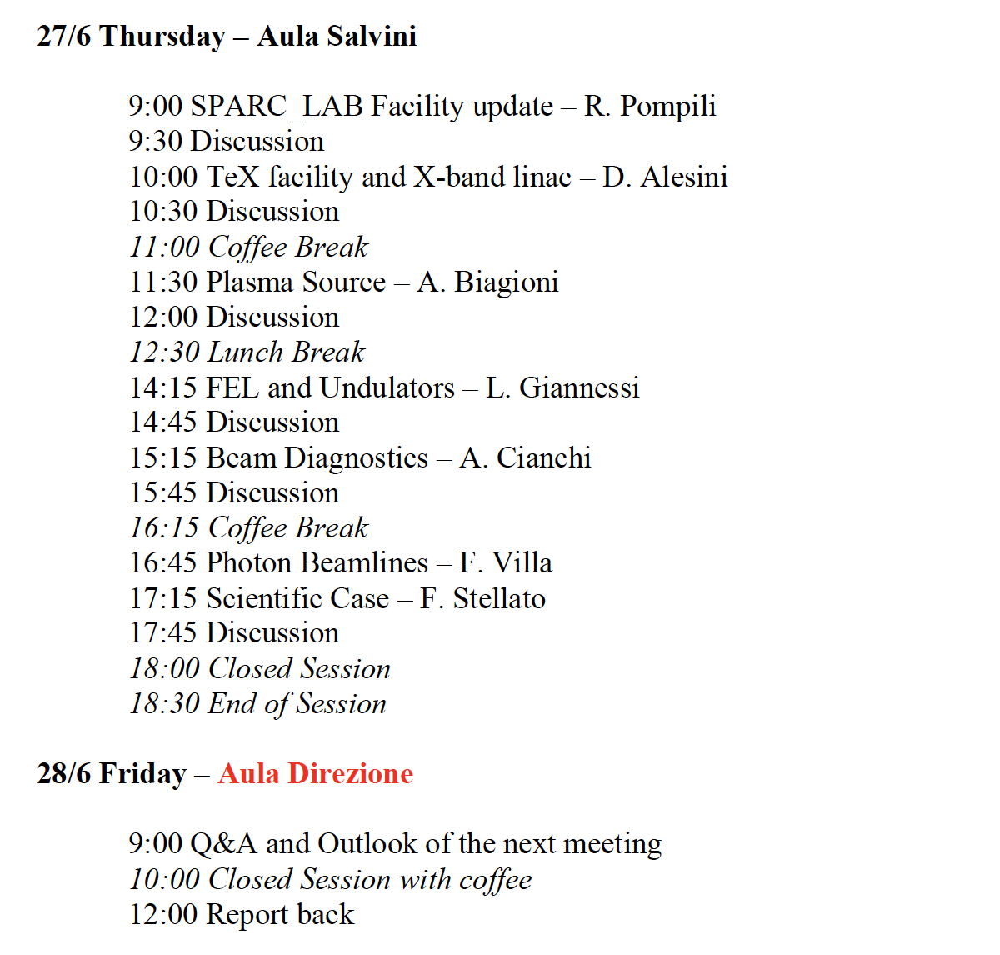 27/6 Thursday – Aula Salvini
9:00 SPARC_LAB Facility update – R. Pompili
9:30 Discussion
10:00 TeX facility and X-band linac – D. Alesini
10:30 Discussion
11:00 Coffee Break
11:30 Plasma Source – A. Biagioni
12:00 Discussion
12:30 Lunch Break
14:15 FEL and Undulators – L. Giannessi
14:45 Discussion
15:15 Beam Diagnostics – A. Cianchi
15:45 Discussion
16:15 Coffee Break
16:45 Photon Beamlines – F. Villa
17:15 Scientific Case – F. Stellato
17:45 Discussion
18:00 Closed Session
18:30 End of Session
28/6 Friday – Aula Direzione
9:00 Q&A and Outlook of the next meeting
10:00 Closed Session with coffee
12:00 Report back